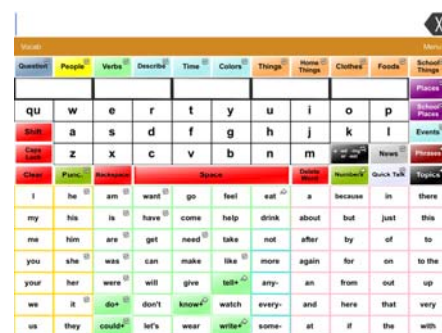 Vocab Menu
Question People Verbs Describe Time Colors Things Home Things Clothes Foods School Things
Places
qu w e r t y u i o p School Places
Shift a s d f g h j k l Events
Caps Lock z x c v b n m News Phrases
Clear Punc. Backspace Space Delete Word Numbers Quick Talk Topics
I he am want go feel eat a because in there
my his is have come help drink about but just this
me him are get need take not after by of to
you she was can make like more again for on to the
your her were will give tell+ any- an from out up
we it do+ don't know+ watch every- and here that very
us they could+ let's wear write+ some- at if the with